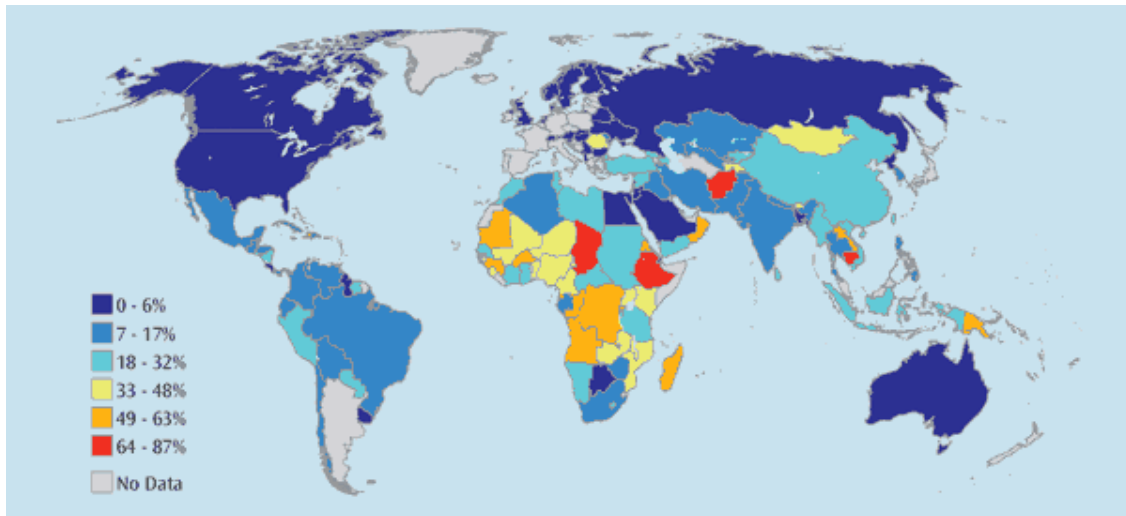 0 - 6%
7 - 17%
18 - 32%
33 - 48%
49 - 63%
64 - 87%
No Data